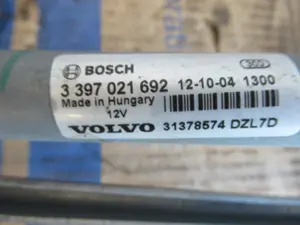 BOSCH
3 397 021 692 12-10-04 1300
Made in Hungary
12V
VOLVO 31378574 DZL7D